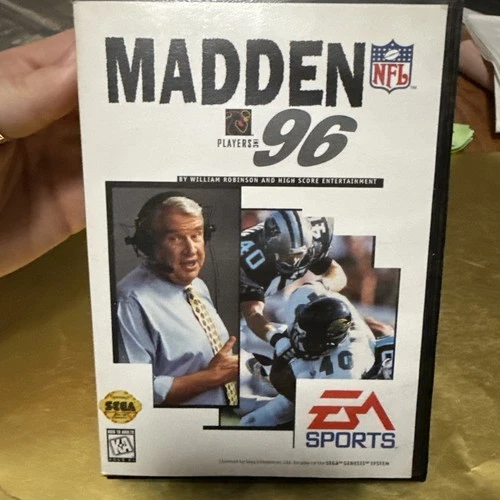 MADDEN
NFL
PLAYERS
96
BY WILLIAM ROBINSON AND HIGH SCORE ENTERTAINMENT
40
40
SEGA
KA
EA
SPORTS